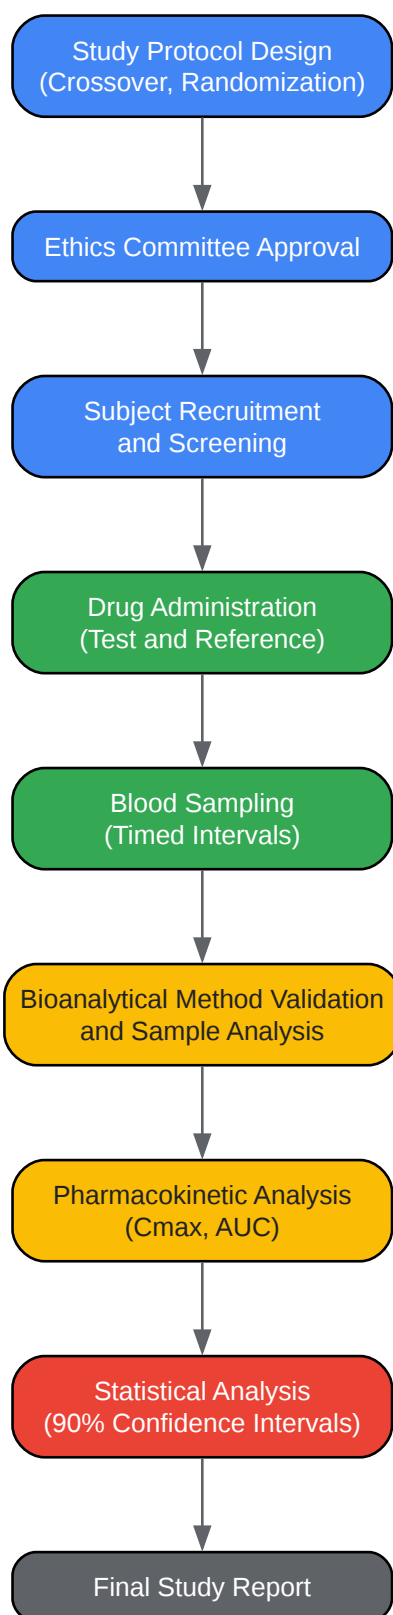 Study Protocol Design
(Crossover, Randomization)
Ethics Committee Approval
Subject Recruitment
and Screening
Drug Administration
(Test and Reference)
Blood Sampling
(Timed Intervals)
Bioanalytical Method Validation
and Sample Analysis
Pharmacokinetic Analysis
(Cmax, AUC)
Statistical Analysis
(90% Confidence Intervals)
Final Study Report